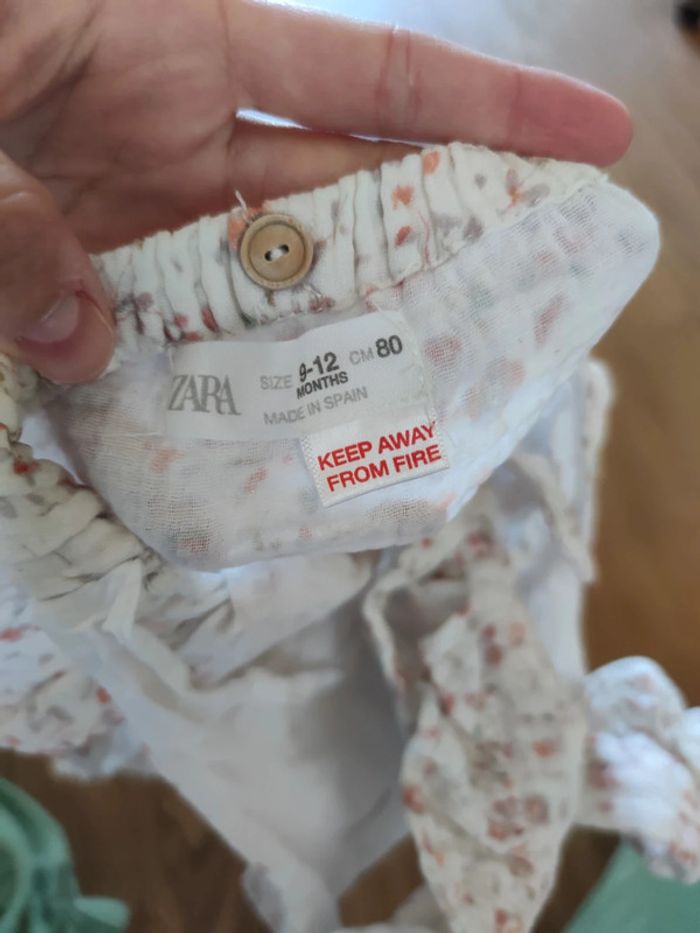 ZARA SIZE 9-12 MONTHS CM 80
MADE IN SPAIN
KEEP AWAY
FROM FIRE